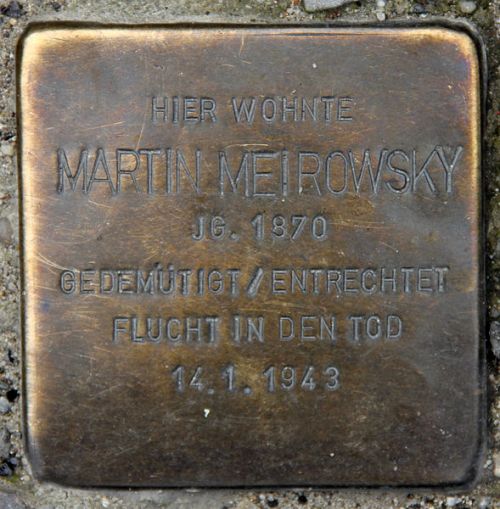 HIER WOHNTE
MARTIN MEIROWSKY
JG. 1870
GEDEMÜTIGT/ENTRECHTET
FLUCHT IN DEN TOD
14.1.1943